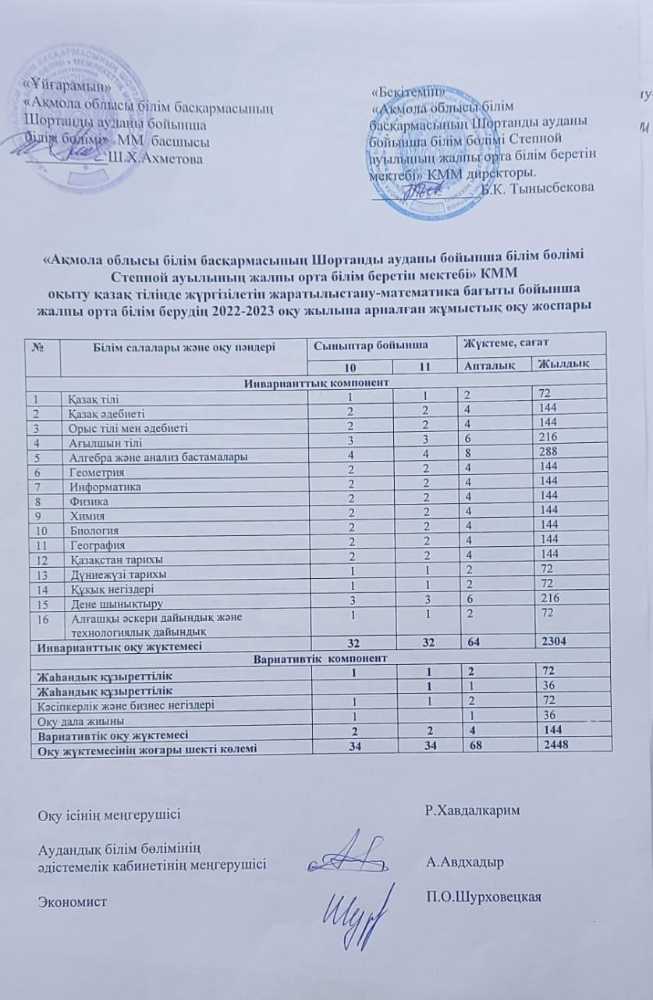 «Ұйғарамын»
«Ақмола облысы білім басқармасының
Шортанды ауданы бойынша
білім бөлімі» ММ басшысы
Ш.Х.Ахметова
«Бекітемін»
«Ақмола облысы білім
басқармасының Шортанды ауданы
бойынша білім бөлімі Степной
ауылының жалпы орта білім беретін
мектебі» КММ директоры.
Б.К. Тынысбекова
«Ақмола облысы білім басқармасының Шортанды ауданы бойынша білім бөлімі
Степной ауылының жалпы орта білім беретін мектебі» КММ
оқыту қазақ тілінде жүргізілетін жаратылыстану-математика бағыты бойынша
жалпы орта білім берудің 2022-2023 оқу жылына арналған жұмыстық оқу жоспары
№ Білім салалары және оқу пәндері Сыныптар бойынша Жүктеме, сағат
10 11 Апталық Жылдық
Инварианттық компонент
1 Қазақ тілі 1 1 2 72
2 Қазақ әдебиеті 2 2 4 144
3 Орыс тілі мен әдебиеті 2 2 4 144
4 Ағылшын тілі 3 3 6 216
5 Алгебра және анализ бастамалары 4 4 8 288
6 Геометрия 2 2 4 144
7 Информатика 2 2 4 144
8 Физика 2 2 4 144
9 Химия 2 2 4 144
10 Биология 2 2 4 144
11 География 2 2 4 144
12 Қазақстан тарихы 2 2 4 144
13 Дүниежүзі тарихы 1 1 2 72
14 Құқық негіздері 1 1 2 72
15 Дене шынықтыру 3 3 6 216
16 Алғашқы әскери дайындық және 1 1 2 72
технологиялық дайындық
Инварианттық оқу жүктемесі 32 32 64 2304
Вариативтік компонент
Жаһандық құзыреттілік 1 1 2 72
Жаһандық құзыреттілік 1 1 36
Кәсіпкерлік және бизнес негіздері 1 1 2 72
Оқу дала жиыны 1 1 36
Вариативтік оқу жүктемесі 2 2 4 144
Оқу жүктемесінің жоғары шекті көлемі 34 34 68 2448
Оқу ісінің меңгерушісі Р.Хавдалкарим
Аудандық білім бөлімінің
әдістемелік кабинетінің меңгерушісі А.Авдхадыр
Экономист П.О.Шурховецкая